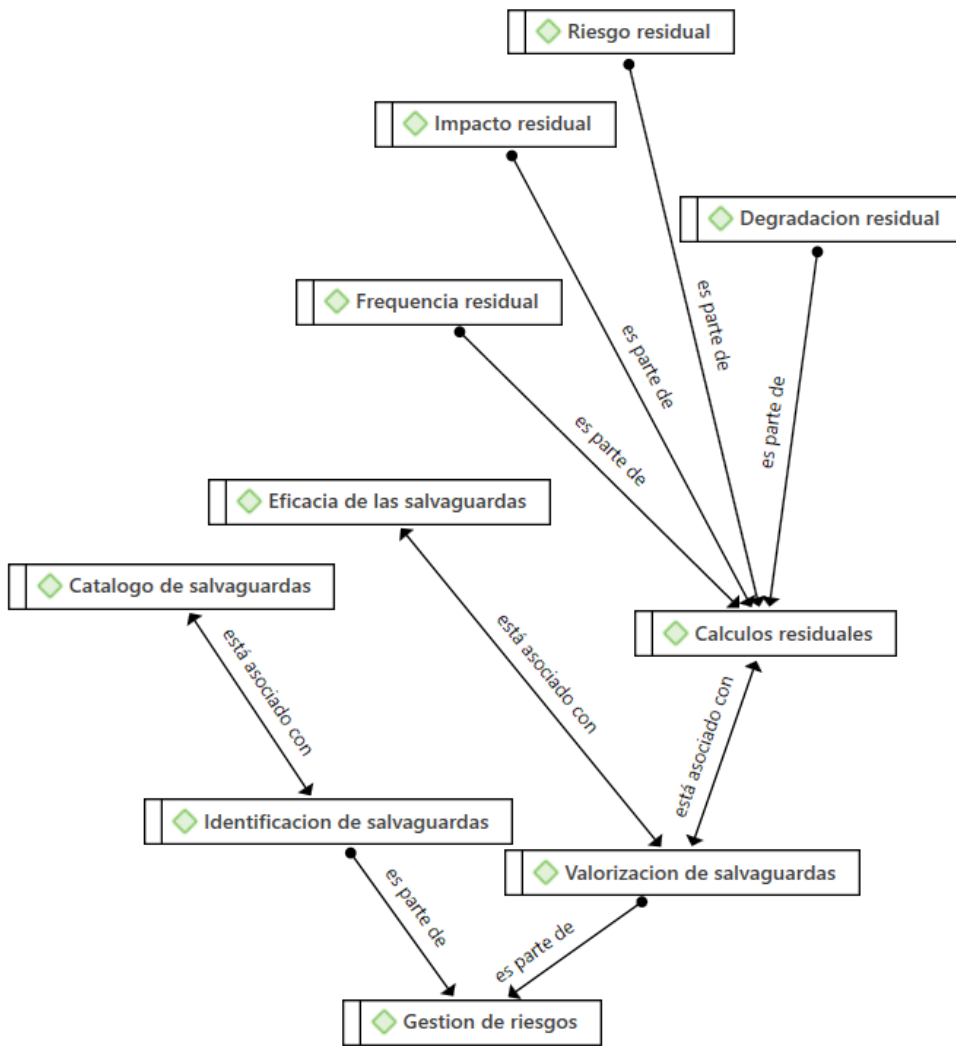 Riesgo residual
Impacto residual
Degradacion residual
Frequencia residual
es parte de
es parte de
es parte de
es parte de
Eficacia de las salvaguardas
Catalogo de salvaguardas
Calculos residuales
está asociado con
está asociado con
está asociado con
Identificacion de salvaguardas
Valorizacion de salvaguardas
es parte de
es parte de
Gestion de riesgos